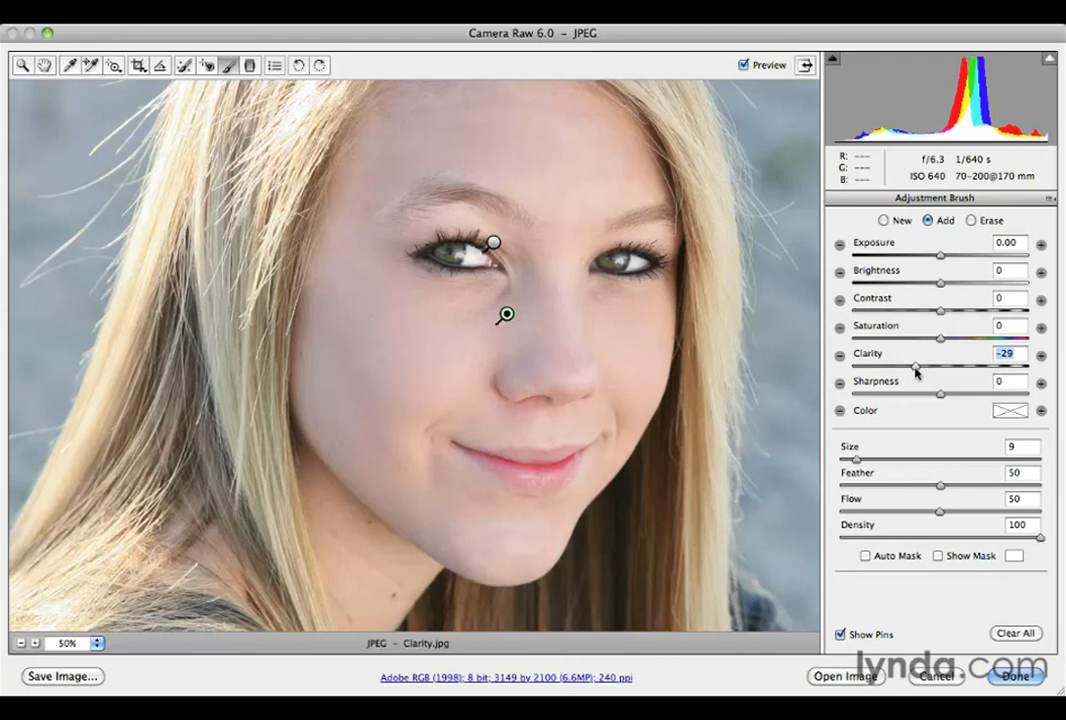 Camera Raw 6.0 - JPEG
Preview
R: ---
G: ---
B: ---
f/6.3 1/640 s
ISO 640 70-200@170 mm
Adjustment Brush
New Add Erase
Exposure 0.00
Brightness 0
Contrast 0
Saturation 0
Clarity -29
Sharpness 0
Color
Size 9
Feather 50
Flow 50
Density 100
Auto Mask Show Mask
Show Pins Clear All
50% JPEG - Clarity.jpg
lynda.com
Save Image... Adobe RGB (1998); 8 bit; 3149 by 2100 (6.6MP); 240 ppi Open Image Cancel Done